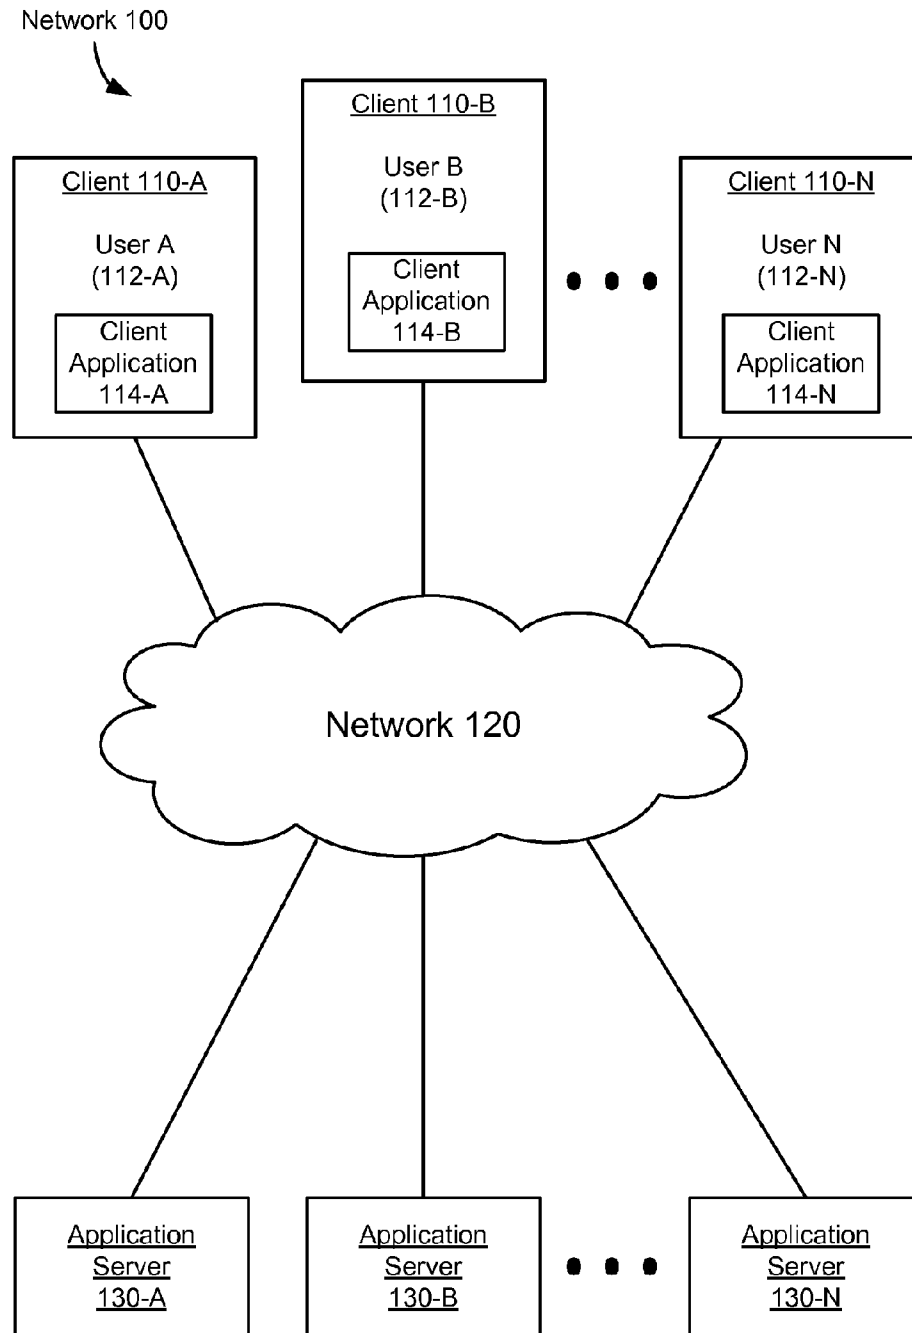 Network 100
Client 110-A
User A
(112-A)
Client
Application
114-A
Client 110-B
User B
(112-B)
Client
Application
114-B
Client 110-N
User N
(112-N)
Client
Application
114-N
Network 120
Application
Server
130-A
Application
Server
130-B
Application
Server
130-N